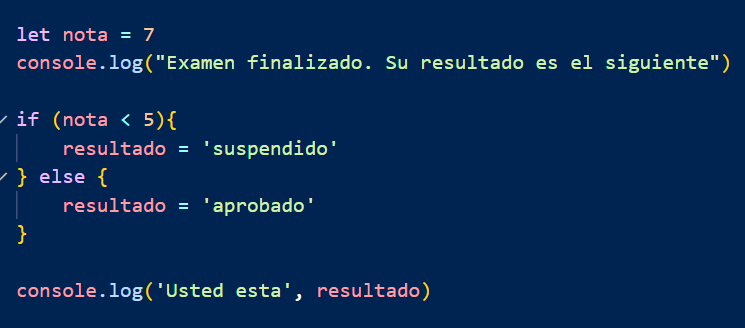 let nota = 7
console.log("Examen finalizado. Su resultado es el siguiente")
if (nota < 5){
resultado = 'suspendido'
} else {
resultado = 'aprobado'
}
console.log('Usted esta', resultado)